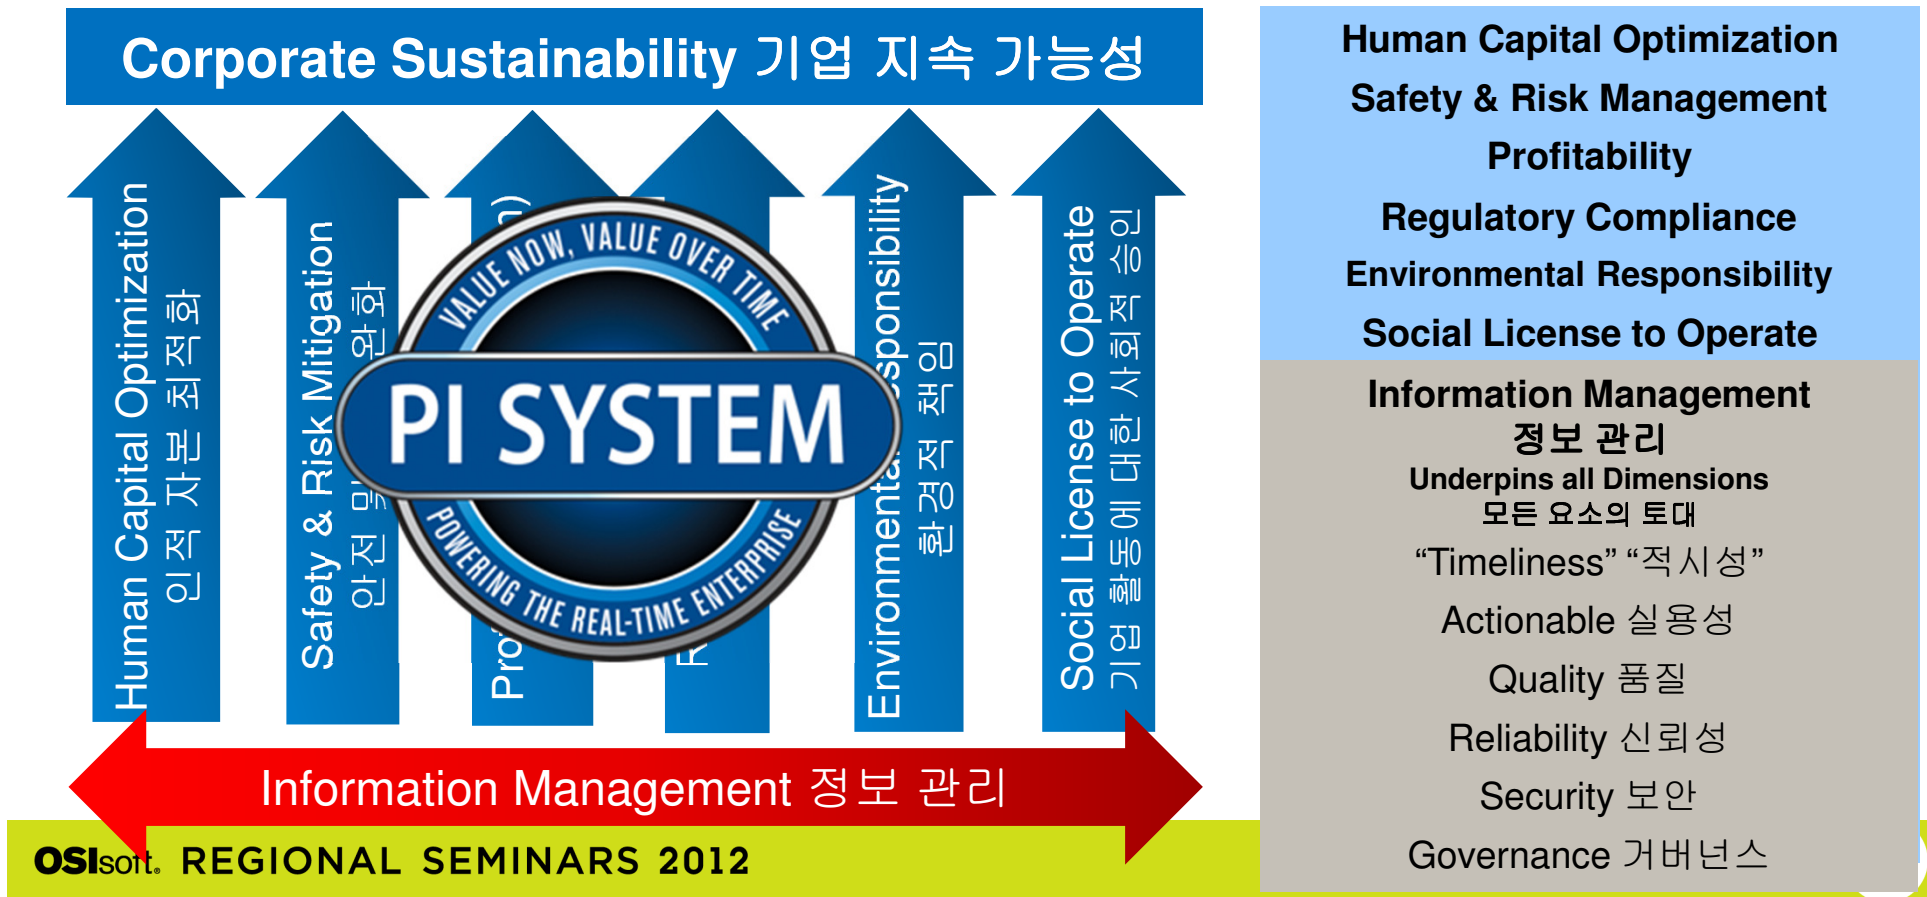 Corporate Sustainability 기업 지속 가능성
Human Capital Optimization
인적 자본 최적화
Safety & Risk Mitigation
안전 및
완화
Environmental
환경적 책임
Social License to Operate
기업 활동에 대한 사회적 승인
VALUE NOW, VALUE OVER TIME
PI SYSTEM
POWERING THE REAL-TIME ENTERPRISE
Information Management 정보 관리
OSIsoft. REGIONAL SEMINARS 2012
Human Capital Optimization
Safety & Risk Management
Profitability
Regulatory Compliance
Environmental Responsibility
Social License to Operate
Information Management
정보 관리
Underpins all Dimensions
모든 요소의 토대
“Timeliness” “적시성”
Actionable 실용성
Quality 품질
Reliability 신뢰성
Security 보안
Governance 거버넌스